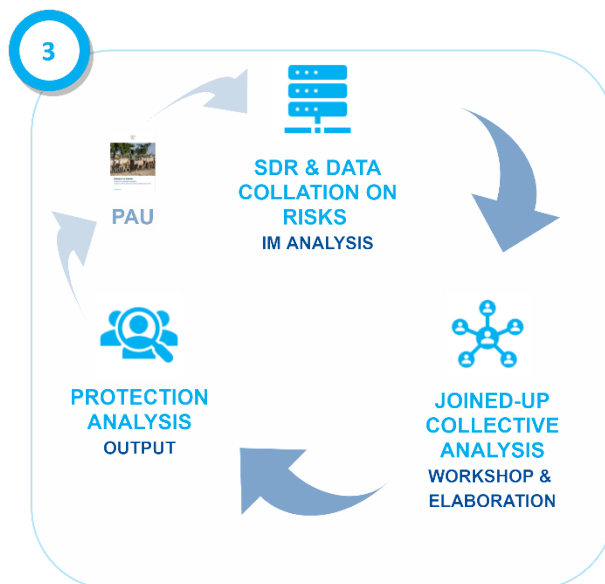 3
SDR & DATA
COLLATION ON
RISKS
IM ANALYSIS
PAU
PROTECTION
ANALYSIS
OUTPUT
JOINED-UP
COLLECTIVE
ANALYSIS
WORKSHOP &
ELABORATION